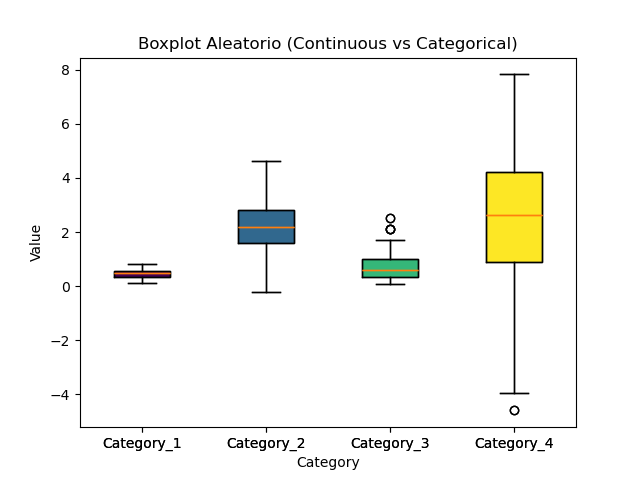 Boxplot Aleatorio (Continuous vs Categorical)
8
6
4
2
0
−2
−4
Value
Category_1 Category_2 Category_3 Category_4
Category